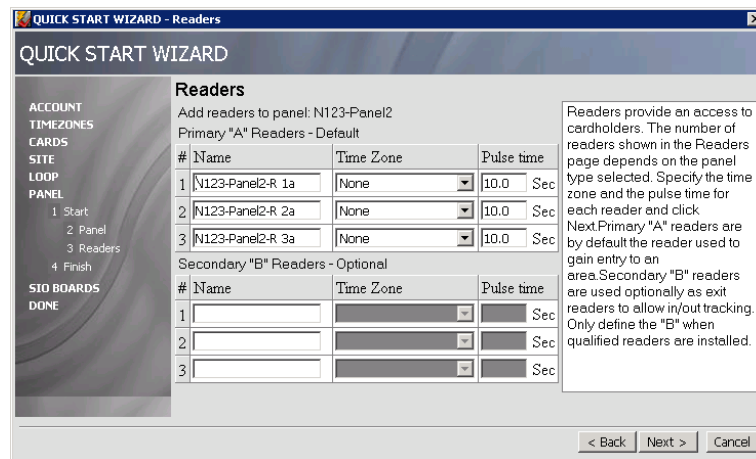 QUICK START WIZARD - Readers
QUICK START WIZARD
ACCOUNT
TIMEZONES
CARDS
SITE
LOOP
PANEL
1 Start
2 Panel
3 Readers
4 Finish
SIO BOARDS
DONE
Readers
Add readers to panel: N123-Panel2
Primary "A" Readers - Default
# Name Time Zone Pulse time
1 N123-Panel2-R 1a None 10.0 Sec
2 N123-Panel2-R 2a None 10.0 Sec
3 N123-Panel2-R 3a None 10.0 Sec
Secondary "B" Readers - Optional
# Name Time Zone Pulse time
1 Sec
2 Sec
3 Sec
Readers provide an access to
cardholders. The number of
readers shown in the Readers
page depends on the panel
type selected. Specify the time
zone and the pulse time for
each reader and click
Next.Primary "A" readers are
by default the reader used to
gain entry to an
area.Secondary "B" readers
are used optionally as exit
readers to allow in/out tracking.
Only define the "B" when
qualified readers are installed.
< Back Next > Cancel